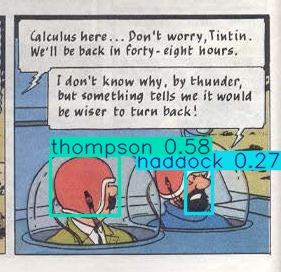 Calculus here... Don't worry, Tintin.
We'll be back in forty-eight hours.
I don't know why, by thunder,
but something tells me it would
be wiser to turn back!
thompson 0.58
haddock 0.27